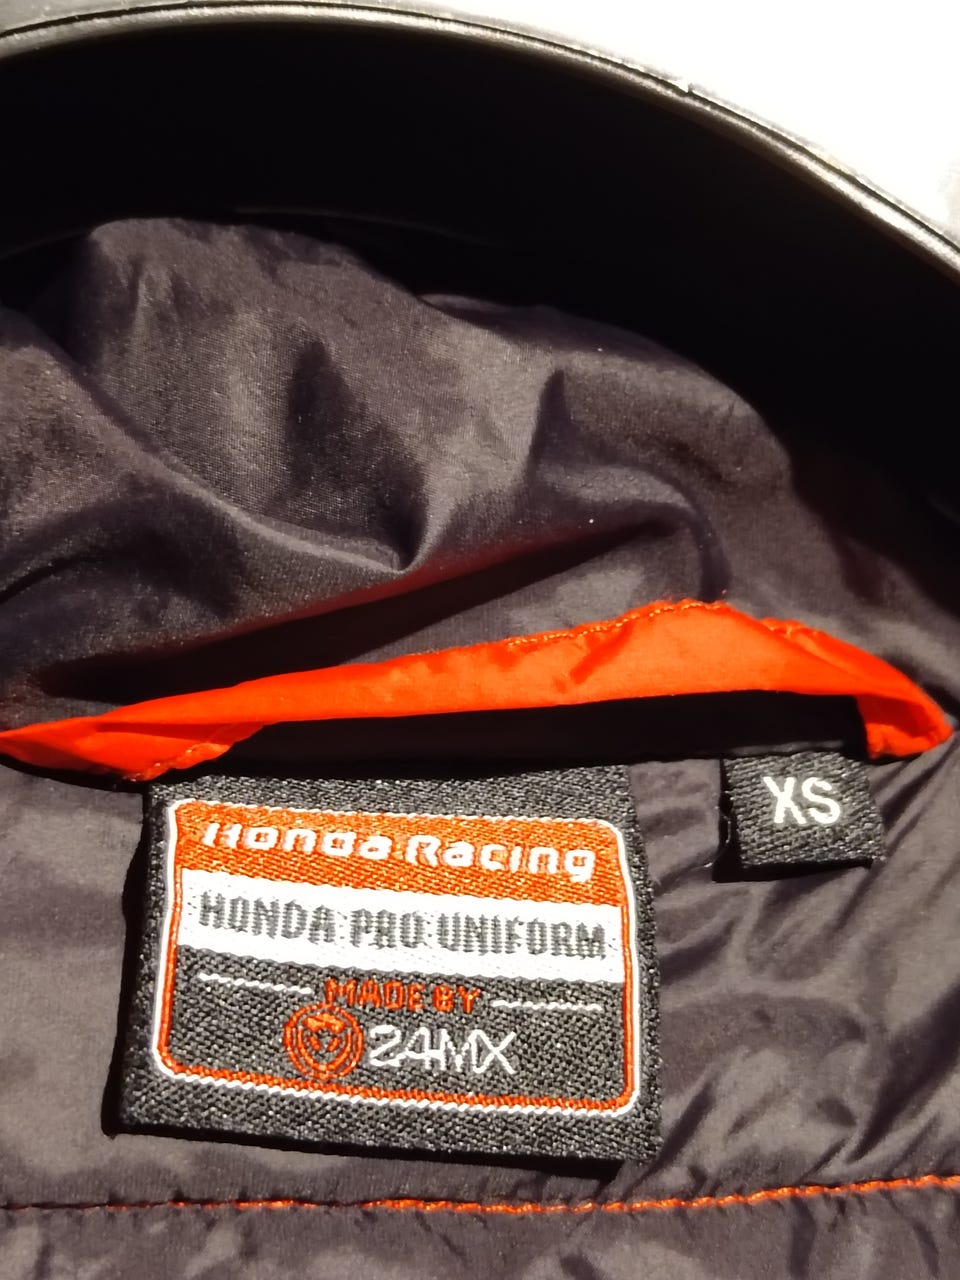 XS
Honda Racing
HONDA PRO UNIFORM
MADE BY
24MX